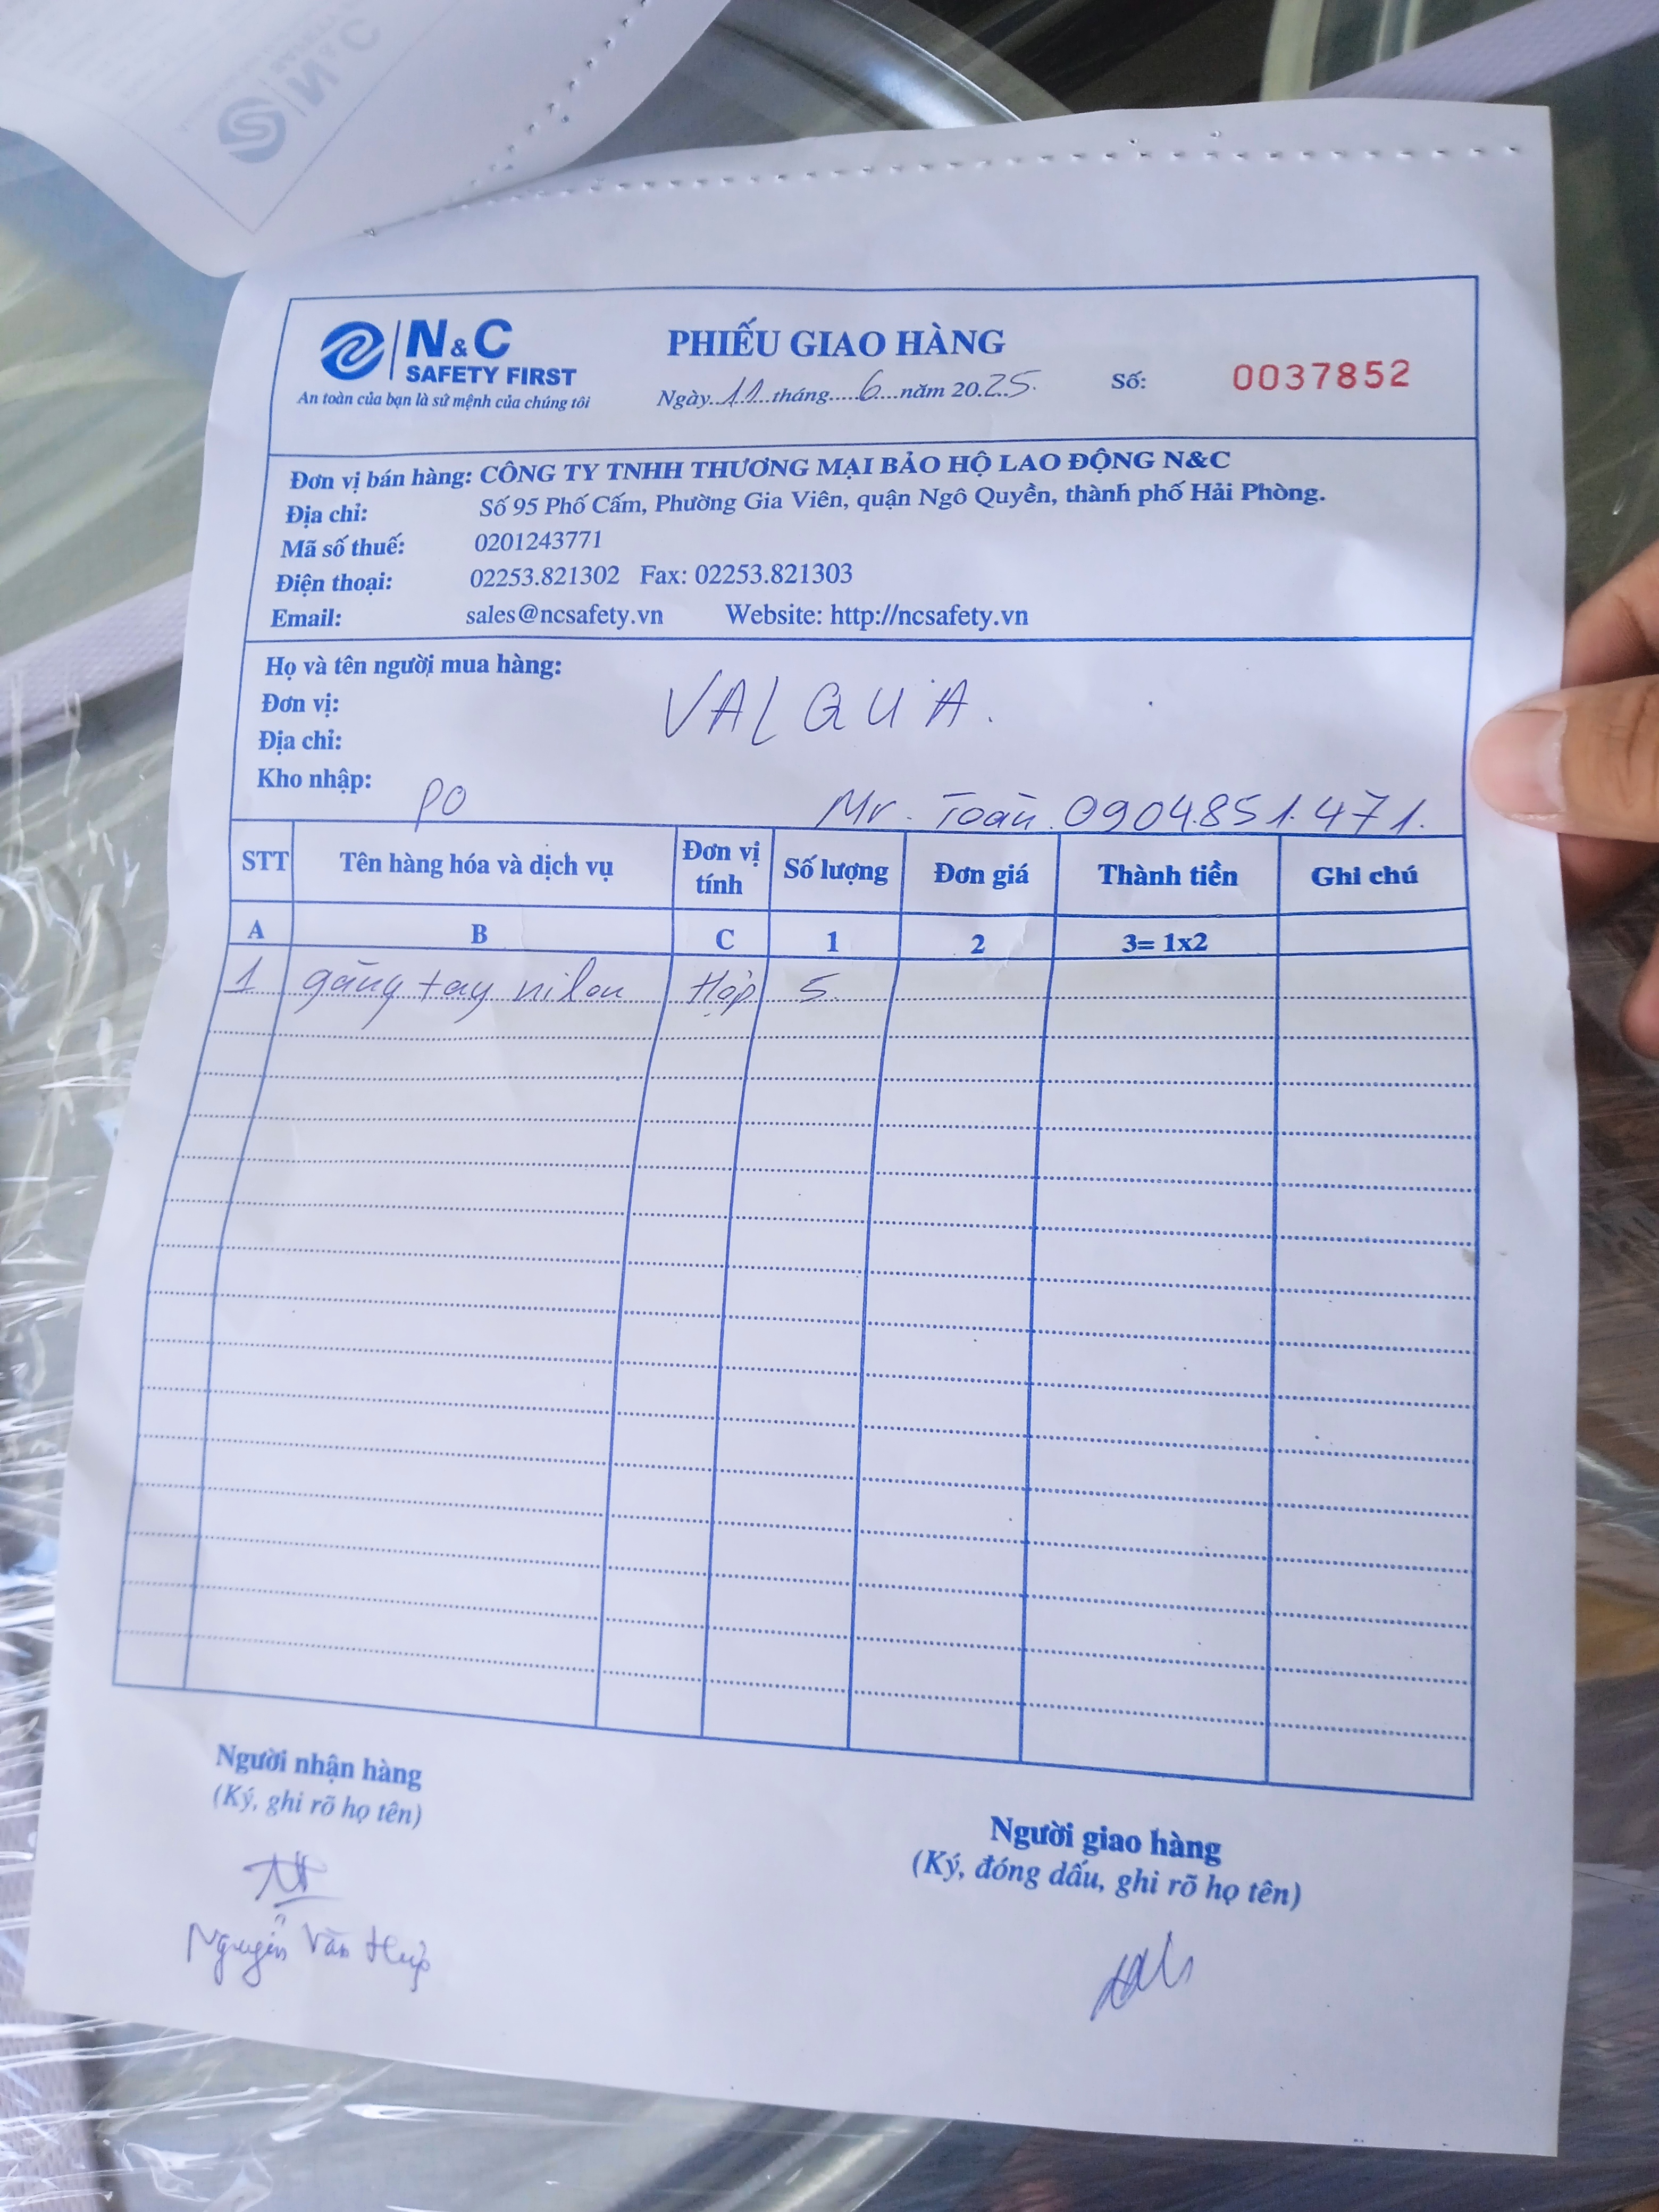 N&C
SAFETY FIRST
An toàn của bạn là sứ mệnh của chúng tôi
PHIẾU GIAO HÀNG
Ngày 11 tháng 6 năm 2025.
Số: 0037852
Đơn vị bán hàng: CÔNG TY TNHH THƯƠNG MẠI BẢO HỘ LAO ĐỘNG N&C
Địa chỉ: Số 95 Phố Cấm, Phường Gia Viên, quận Ngô Quyền, thành phố Hải Phòng.
Mã số thuế: 0201243771
Điện thoại: 02253.821302 Fax: 02253.821303
Email: sales@ncsafety.vn Website: http://ncsafety.vn
Họ và tên người mua hàng:
Đơn vị: VALQUA.
Địa chỉ:
Kho nhập:
PO Mr. Toàn 0904.851.471.
STT Tên hàng hóa và dịch vụ Đơn vị tính Số lượng Đơn giá Thành tiền Ghi chú
A B C 1 2 3= 1x2
1 găng tay nilon Hộp 5
Người nhận hàng
(Ký, ghi rõ họ tên)
Nguyễn Văn
Người giao hàng
(Ký, đóng dấu, ghi rõ họ tên)